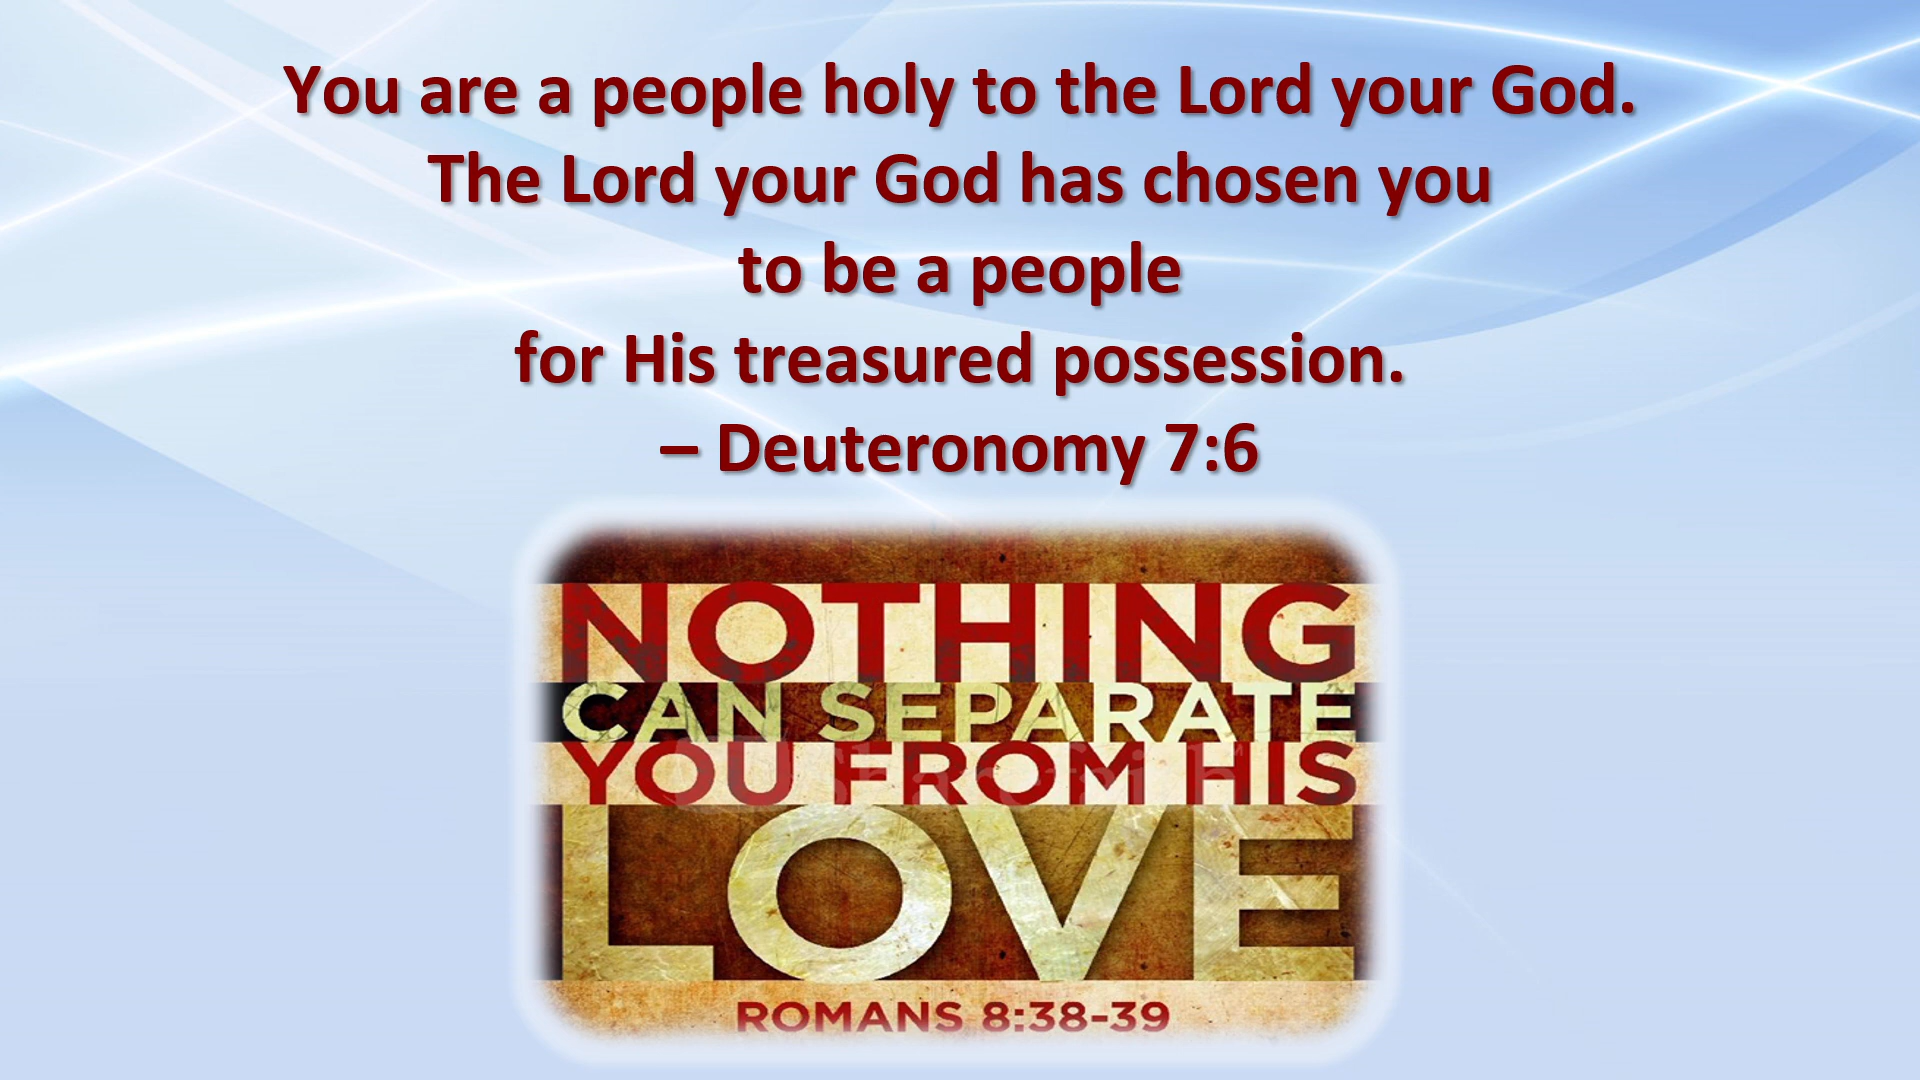 You are a people holy to the Lord your God.
The Lord your God has chosen you
to be a people
for His treasured possession.
– Deuteronomy 7:6
NOTHING
CAN SEPARATE
YOU FROM HIS
LOVE
ROMANS 8:38-39